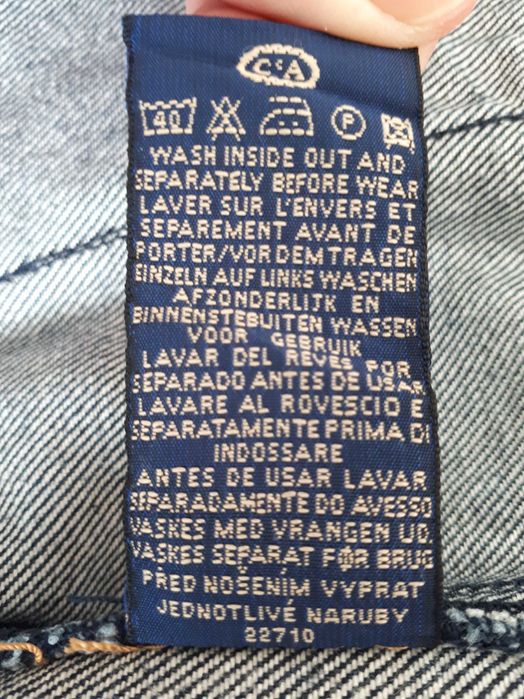 C&A
40
P
WASH INSIDE OUT AND
SEPARATELY BEFORE WEAR
LAVER SUR L'ENVERS ET
SEPAREMENT AVANT DE
PORTER/VOR DEM TRAGEN
EINZELN AUF LINKS WASCHEN
AFZONDERLIJK EN
BINNENSTEBUITEN WASSEN
VOOR GEBRUIK
LAVAR DEL REVES POR
SEPARADO ANTES DE USAR
LAVARE AL ROVESCIO E
SEPARATAMENTE PRIMA DI
INDOSSARE
ANTES DE USAR LAVAR
SEPARADAMENTE DO AVESSO
VASKES MED VRANGEN UD.
VASKES SEPARAT FØR BRUG
PŘED NOŠENÍM VYPRAT
JEDNOTLIVÉ NARUBY
22710